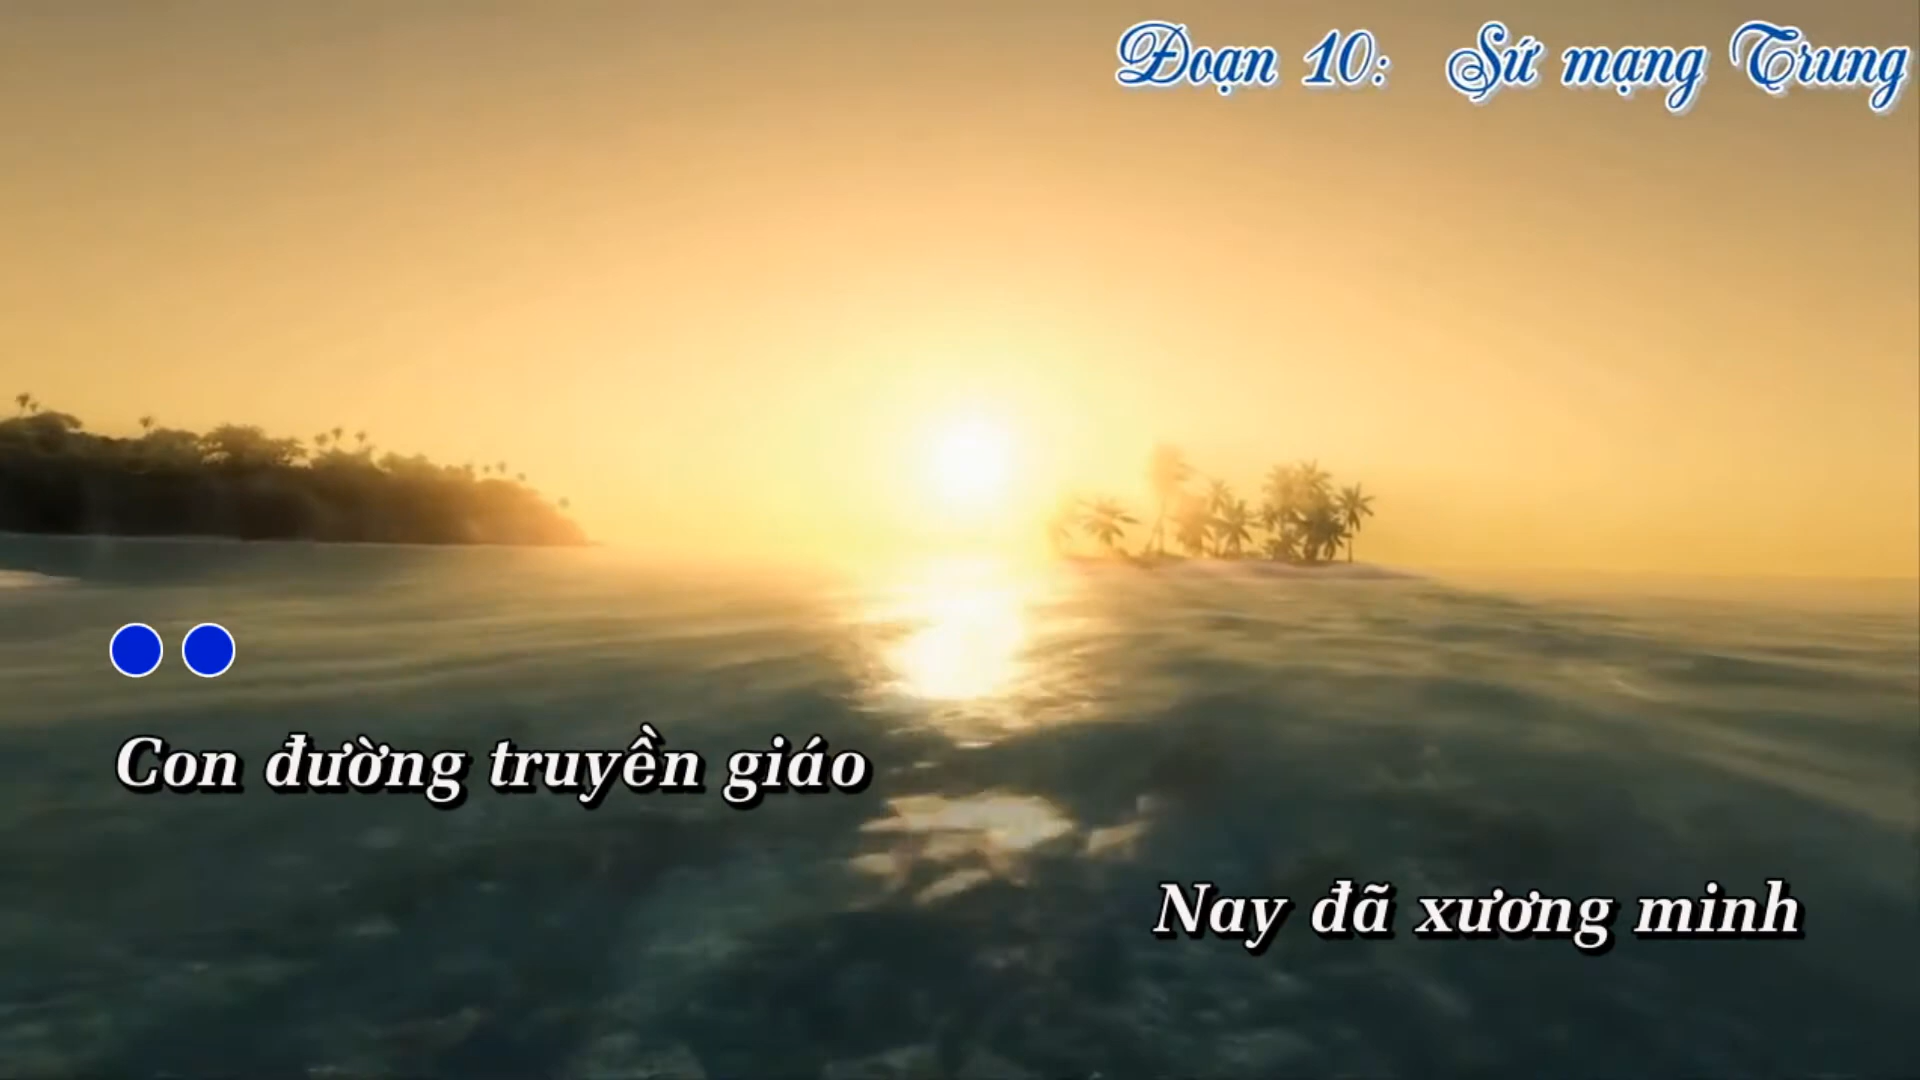 Đoạn 10: Sứ mạng Trung
Con đường truyền giáo
Nay đã xương minh